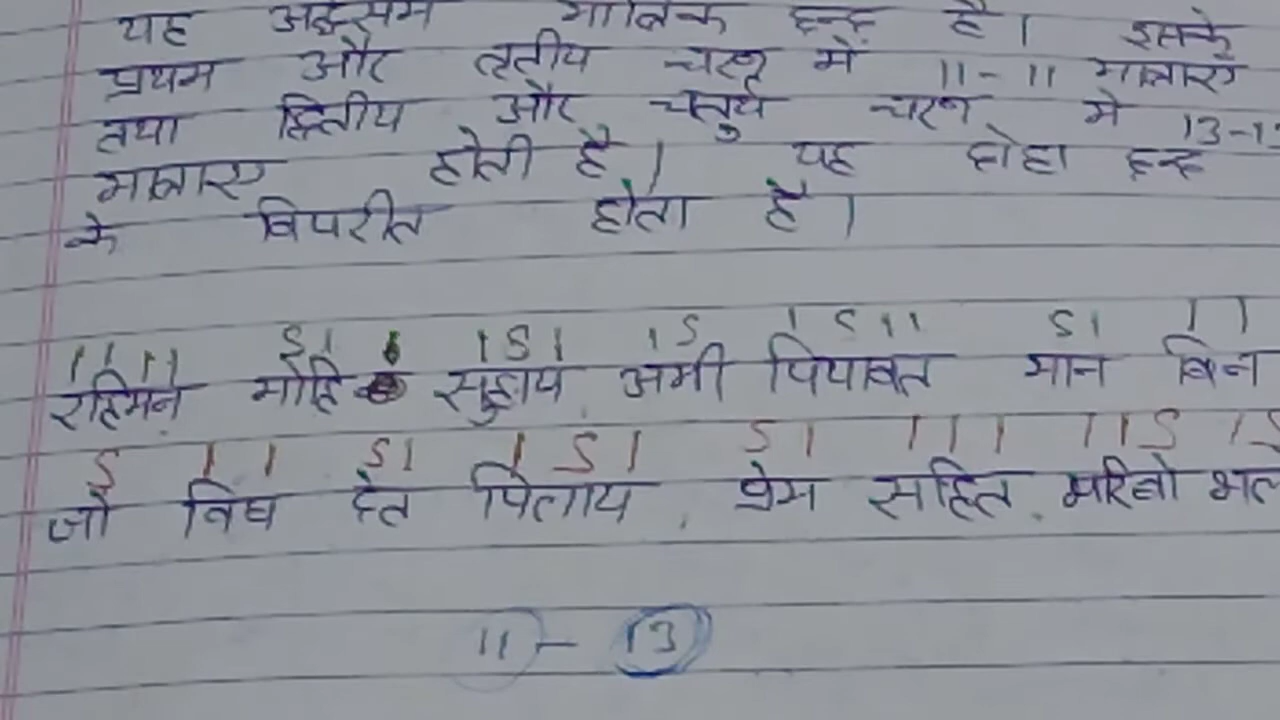 यह अर्द्धसम मात्रिक छन्द है। इसके
प्रथम और तृतीय चरण में 11-11 मात्राएं
तथा द्वितीय और चतुर्थ चरण मे 13-1
मात्राए होती है। यह दोहा छन्द
के विपरीत होता है।
I I I I S I I S I I S I S I I S I S I I I
रहिमन मोहि सुहाय अमी पियावत मान बिन
S I I S I I S I S I I I I I I S I S
जो विष देत पिलाय, प्रेम सहित मरिबो भल
11 - 13